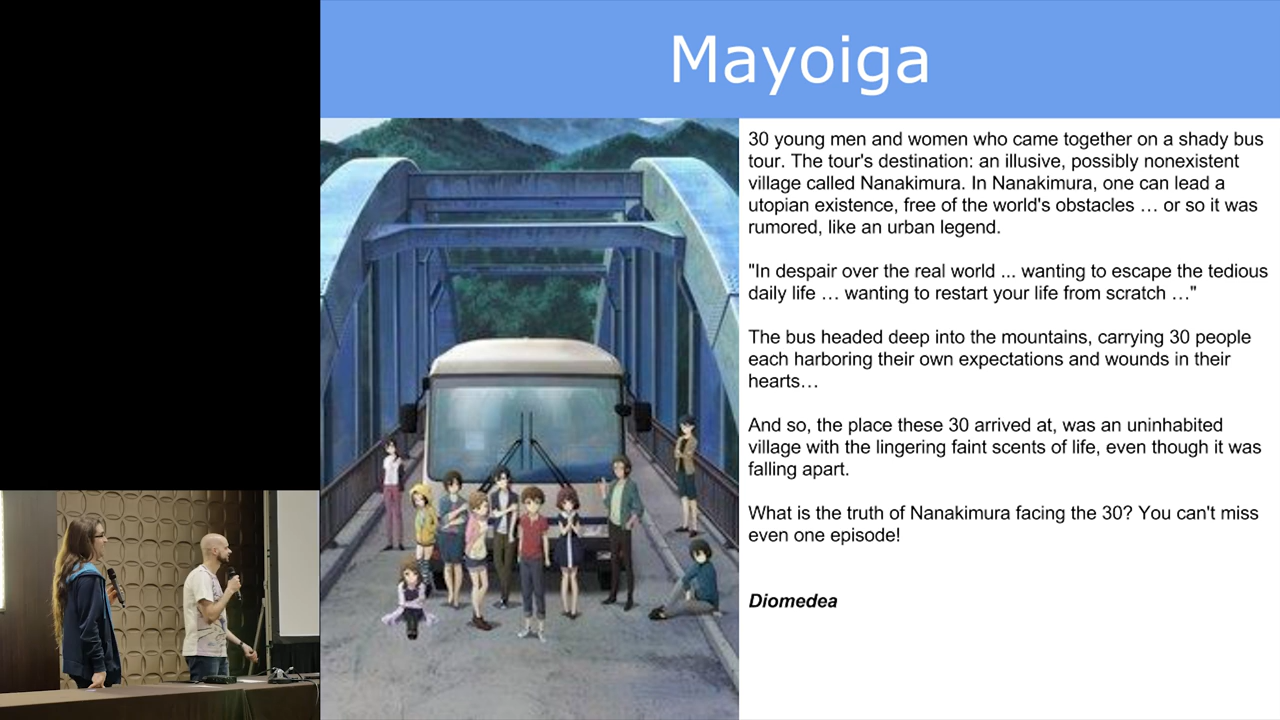 Mayoiga
30 young men and women who came together on a shady bus
tour. The tour's destination: an illusive, possibly nonexistent
village called Nanakimura. In Nanakimura, one can lead a
utopian existence, free of the world's obstacles … or so it was
rumored, like an urban legend.
"In despair over the real world ... wanting to escape the tedious
daily life … wanting to restart your life from scratch …"
The bus headed deep into the mountains, carrying 30 people
each harboring their own expectations and wounds in their
hearts…
And so, the place these 30 arrived at, was an uninhabited
village with the lingering faint scents of life, even though it was
falling apart.
What is the truth of Nanakimura facing the 30? You can't miss
even one episode!
Diomedea